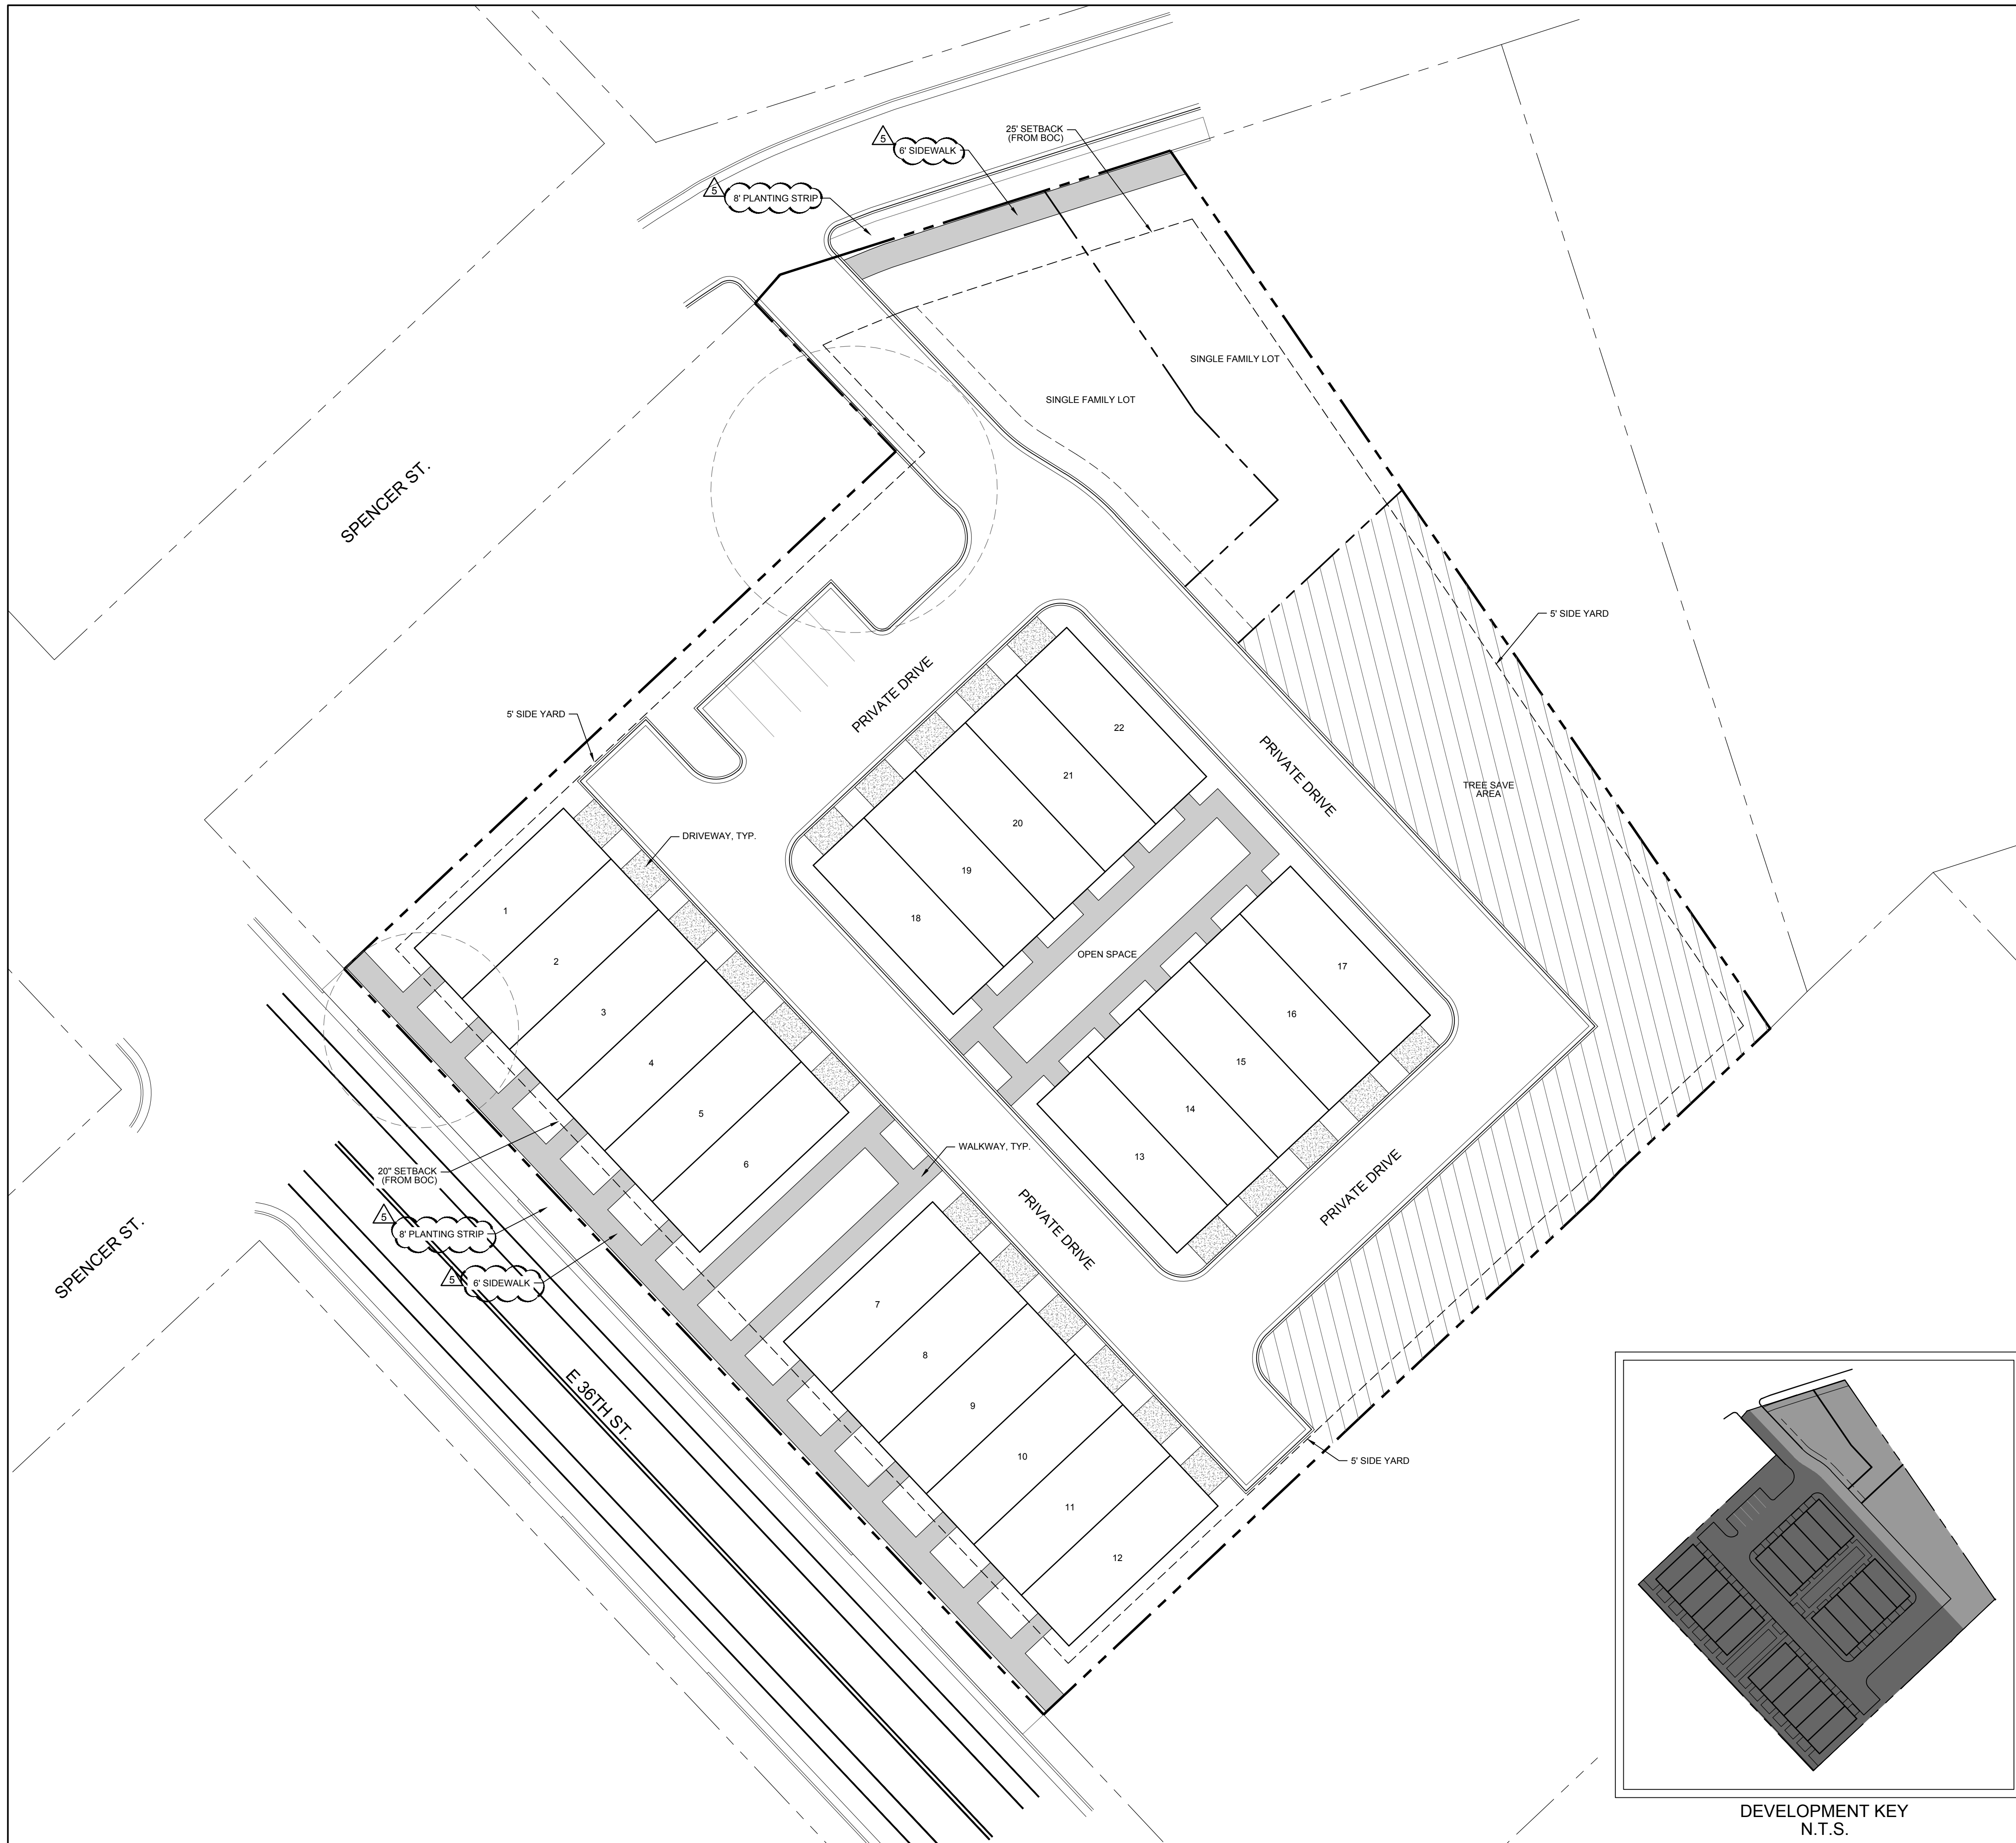 25' SETBACK
(FROM BOC)
5
6' SIDEWALK
5
8' PLANTING STRIP
SINGLE FAMILY LOT
SINGLE FAMILY LOT
SPENCER ST.
5' SIDE YARD
PRIVATE DRIVE
5' SIDE YARD
22
PRIVATE DRIVE
21
TREE SAVE
AREA
20
DRIVEWAY, TYP.
19
18
1
2
3
4
5
6
OPEN SPACE
17
16
15
14
13
WALKWAY, TYP.
20" SETBACK
(FROM BOC)
5
8' PLANTING STRIP
5
6' SIDEWALK
SPENCER ST.
PRIVATE DRIVE
PRIVATE DRIVE
E 36TH ST.
7
8
9
10
11
12
5' SIDE YARD
DEVELOPMENT KEY
N.T.S.